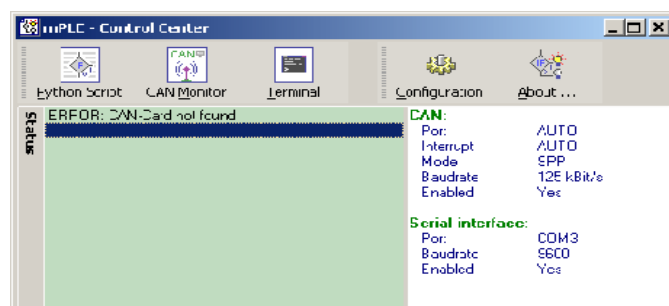 mPLC - Control Center
Python Script CAN Monitor Terminal Configuration About ...
Status
ERROR: CAN-Card not found
CAN:
Port AUTO
Interrupt AUTO
Mode SPP
Baudrate 125 kBit/s
Enabled Yes
Serial interface:
Port COM3
Baudrate 9600
Enabled Yes